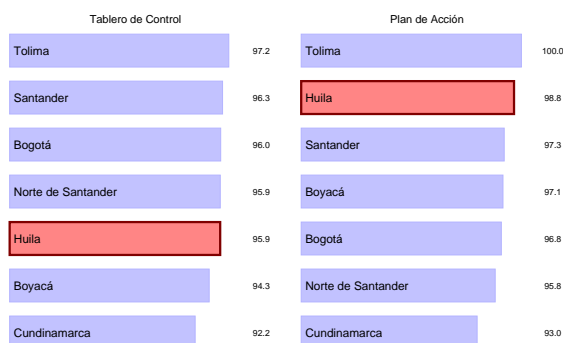 Tablero de Control
Tolima 97.2
Santander 96.3
Bogotá 96.0
Norte de Santander 95.9
Huila 95.9
Boyacá 94.3
Cundinamarca 92.2
Plan de Acción
Tolima 100.0
Huila 98.8
Santander 97.3
Boyacá 97.1
Bogotá 96.8
Norte de Santander 95.8
Cundinamarca 93.0